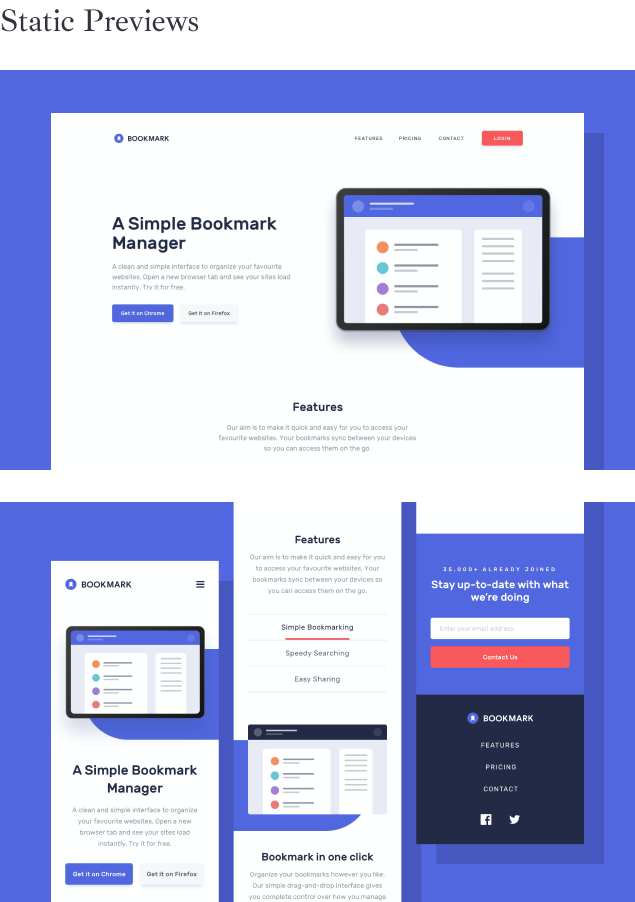 Static Previews
BOOKMARK
FEATURES
PRICING
CONTACT
LOGIN
A Simple Bookmark
Manager
A clean and simple interface to organize your favourite
websites. Open a new browser tab and see your sites load
instantly. Try it for free.
Get it on Chrome
Get it on Firefox
Features
Our aim is to make it quick and easy for you to access your
favourite websites. Your bookmarks sync between your devices
so you can access them on the go.
BOOKMARK
A Simple Bookmark
Manager
A clean and simple interface to organize
your favourite websites. Open a new
browser tab and see your sites load
instantly. Try it for free.
Get it on Chrome
Get it on Firefox
Features
Our aim is to make it quick and easy for you
to access your favourite websites. Your
bookmarks sync between your devices so
you can access them on the go.
Simple Bookmarking
Speedy Searching
Easy Sharing
Bookmark in one click
Organize your bookmarks however you like.
Our simple drag-and-drop interface gives
you complete control over how you manage
35,000+ ALREADY JOINED
Stay up-to-date with what
we're doing
Enter your email address
Contact Us
BOOKMARK
FEATURES
PRICING
CONTACT